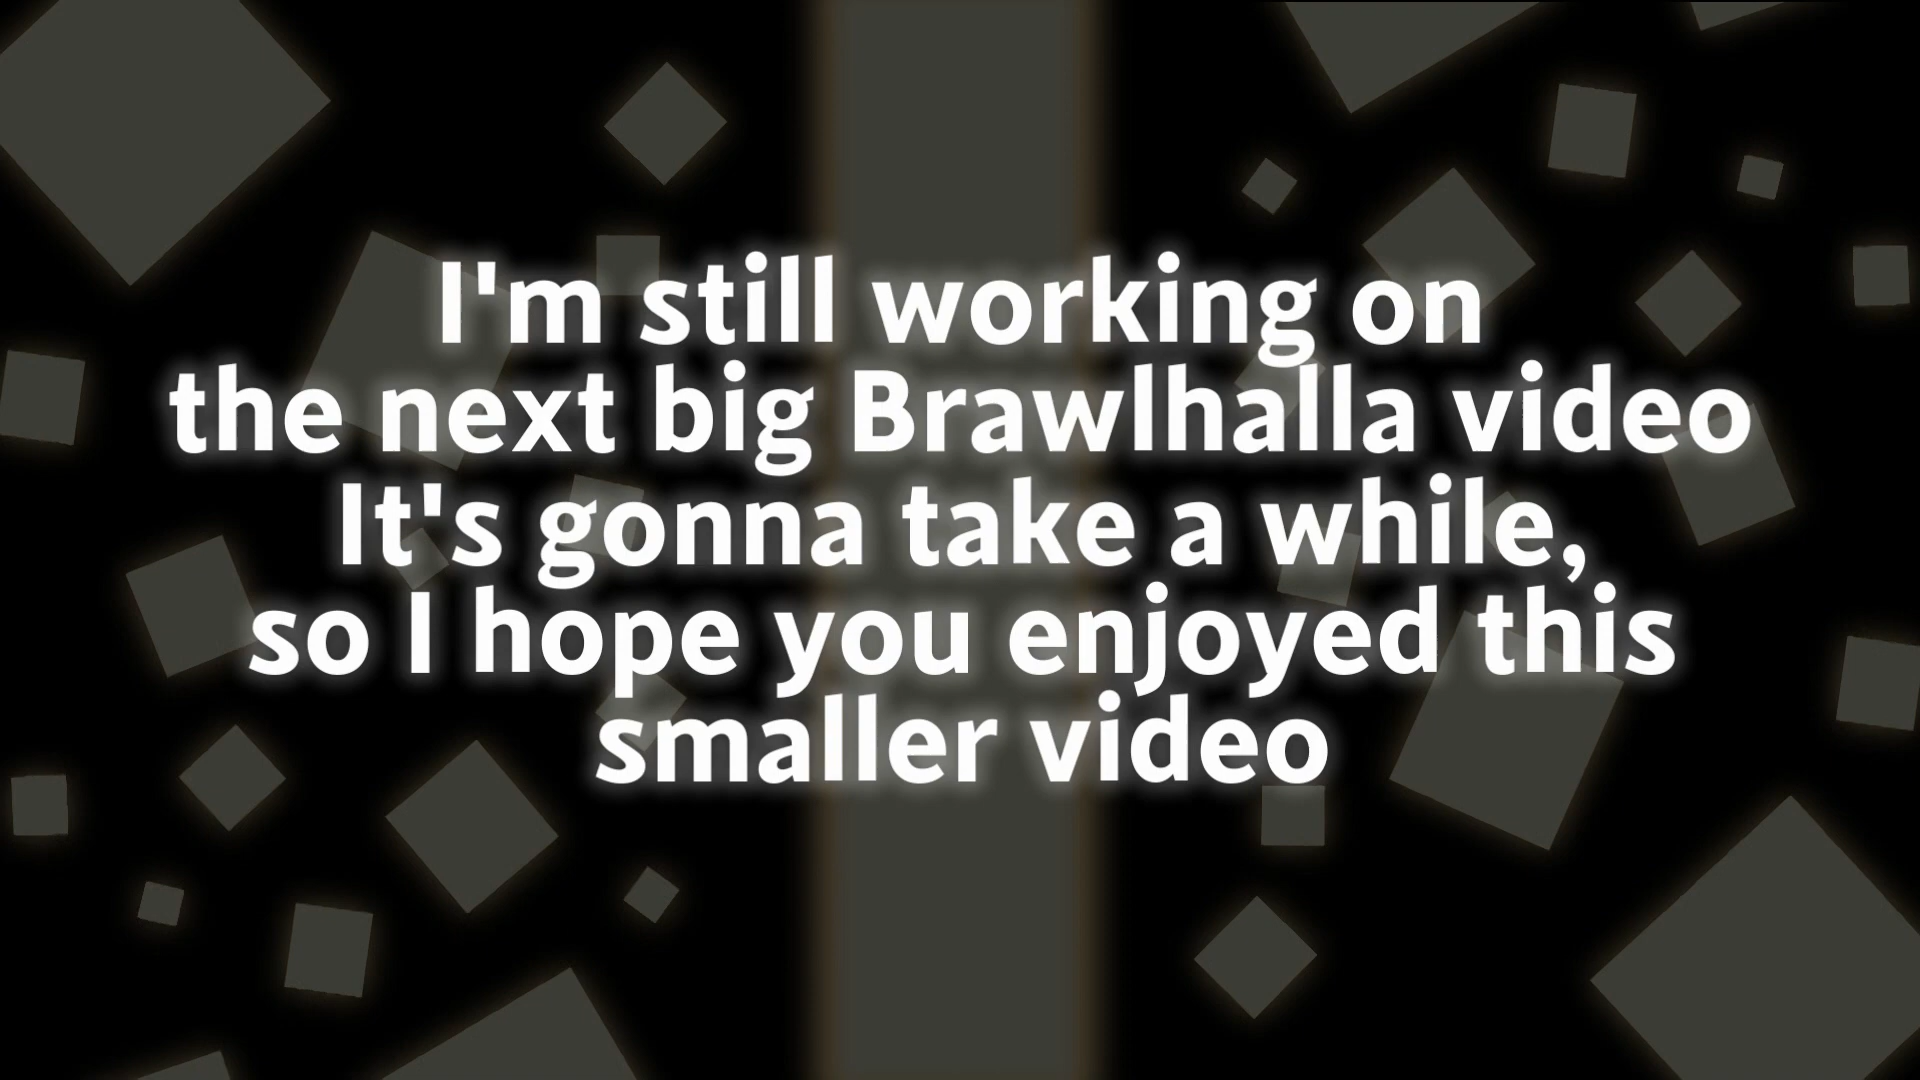 I'm still working on
the next big Brawlhalla video
It's gonna take a while,
so I hope you enjoyed this
smaller video